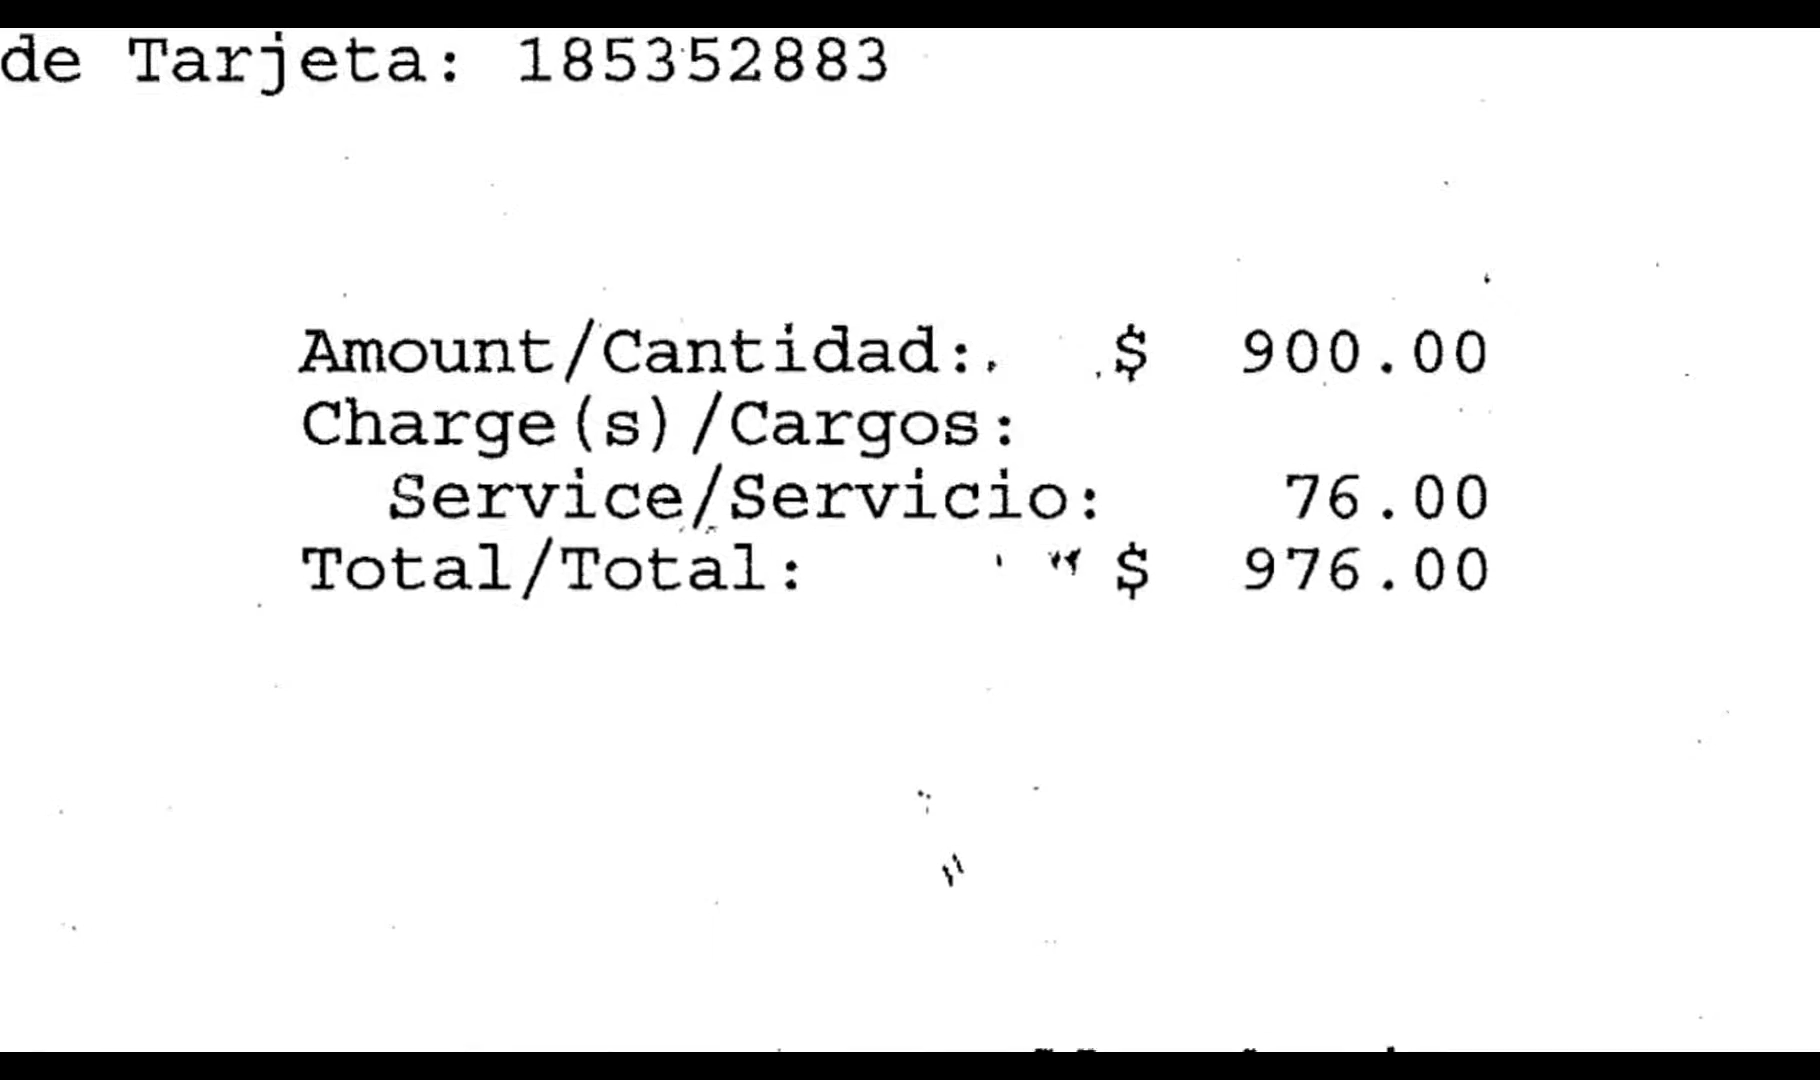 de Tarjeta: 185352883
Amount/Cantidad: $ 900.00
Charge(s)/Cargos:
Service/Servicio: 76.00
Total/Total: $ 976.00